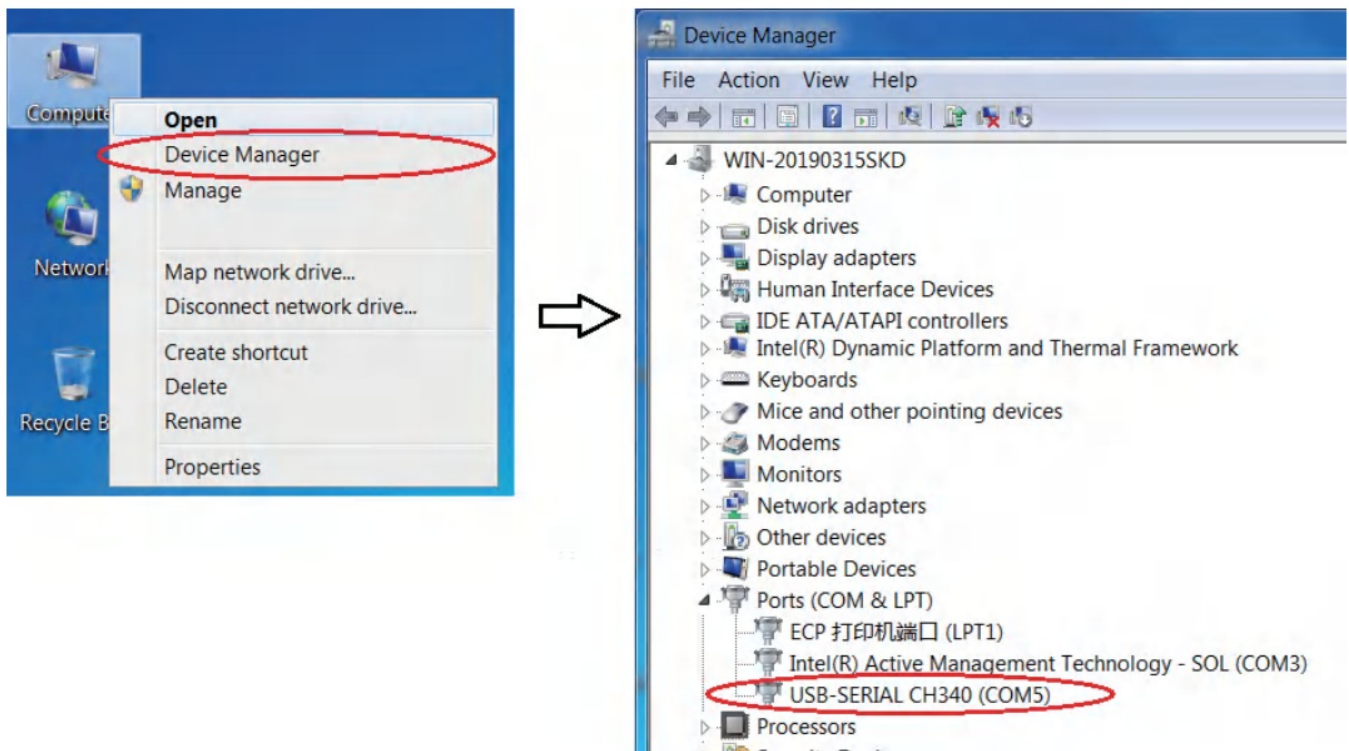 Compute
Open
Device Manager
Manage
Network
Map network drive...
Disconnect network drive...
Create shortcut
Delete
Recycle B
Rename
Properties
Device Manager
File Action View Help
WIN-20190315SKD
Computer
Disk drives
Display adapters
Human Interface Devices
IDE ATA/ATAPI controllers
Intel(R) Dynamic Platform and Thermal Framework
Keyboards
Mice and other pointing devices
Modems
Monitors
Network adapters
Other devices
Portable Devices
Ports (COM & LPT)
ECP 打印机端口 (LPT1)
Intel(R) Active Management Technology - SOL (COM3)
USB-SERIAL CH340 (COM5)
Processors